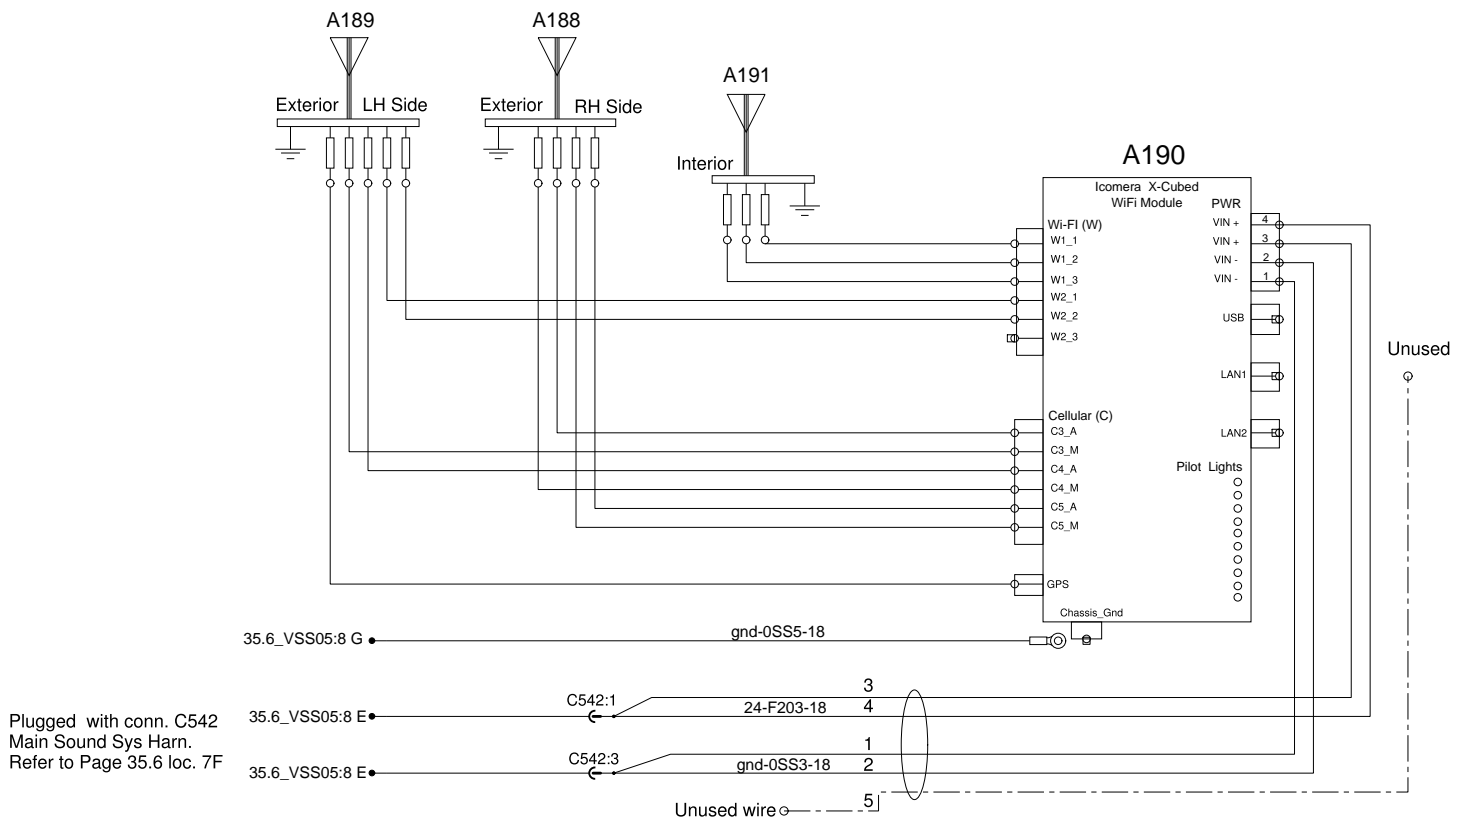 A189
A188
A191
Exterior LH Side
Exterior RH Side
Interior
A190
Icomera X-Cubed
WiFi Module
PWR
VIN + 4
VIN + 3
VIN - 2
VIN - 1
USB
LAN1
LAN2
Pilot Lights
Wi-FI (W)
W1_1
W1_2
W1_3
W2_1
W2_2
W2_3
Cellular (C)
C3_A
C3_M
C4_A
C4_M
C5_A
C5_M
GPS
Chassis_Gnd
Unused
35.6_VSS05:8 G
gnd-0SS5-18
Plugged with conn. C542
Main Sound Sys Harn.
Refer to Page 35.6 loc. 7F
35.6_VSS05:8 E
C542:1
3
24-F203-18
4
35.6_VSS05:8 E
C542:3
1
gnd-0SS3-18
2
Unused wire
5